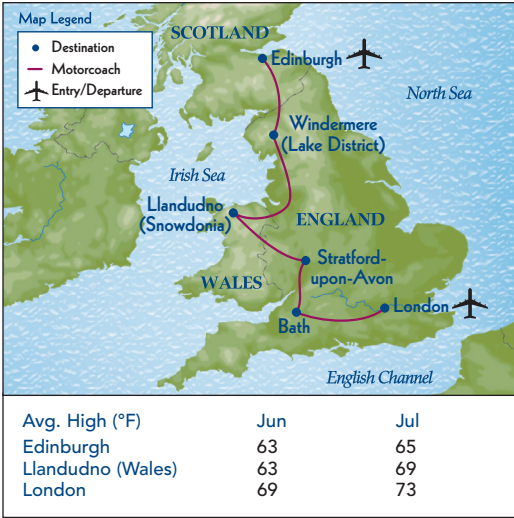 Map Legend
Destination
Motorcoach
Entry/Departure
SCOTLAND
Edinburgh
North Sea
Windermere
(Lake District)
Irish Sea
Llandudno
(Snowdonia)
ENGLAND
Stratford-
upon-Avon
WALES
London
Bath
English Channel
Avg. High (°F) Jun Jul
Edinburgh 63 65
Llandudno (Wales) 63 69
London 69 73